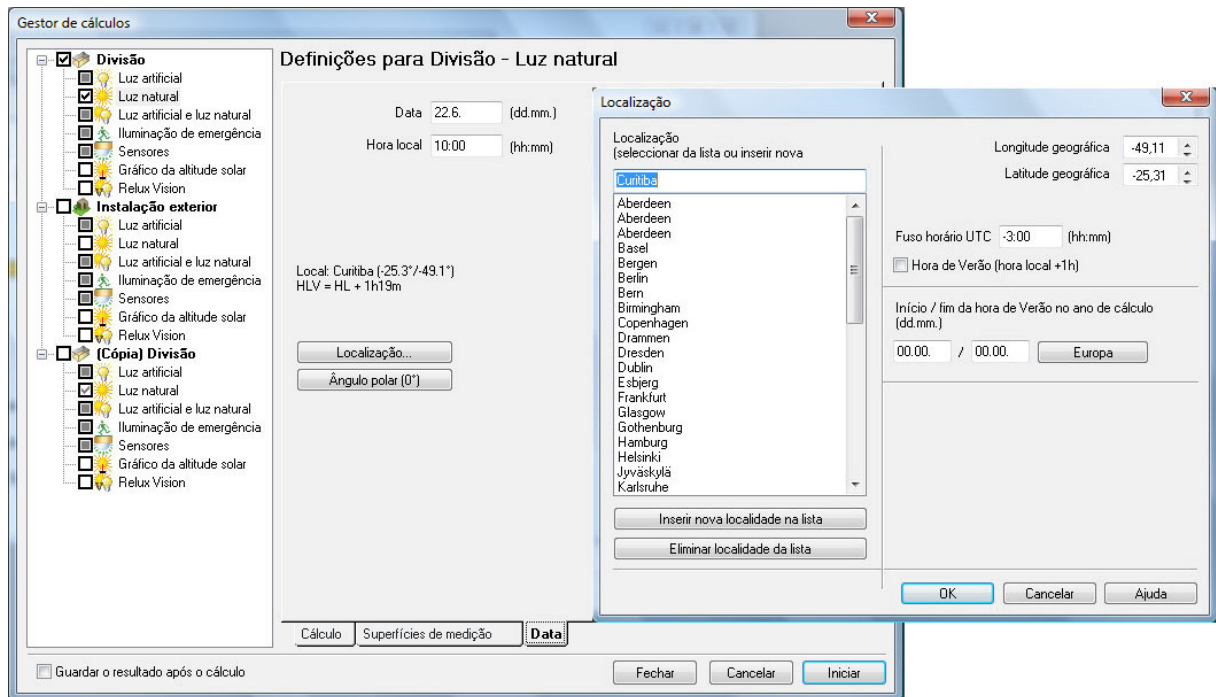 Gestor de cálculos
Divisão
Luz artificial
Luz natural
Luz artificial e luz natural
Iluminação de emergência
Sensores
Gráfico da altitude solar
Relux Vision
Instalação exterior
Luz artificial
Luz natural
Luz artificial e luz natural
Iluminação de emergência
Sensores
Gráfico da altitude solar
Relux Vision
(Cópia) Divisão
Luz artificial
Luz natural
Luz artificial e luz natural
Iluminação de emergência
Sensores
Gráfico da altitude solar
Relux Vision
Definições para Divisão - Luz natural
Data 22.6. (dd.mm.)
Hora local 10:00 (hh:mm)
Local: Curitiba (-25.3°/-49.1°)
HLV = HL + 1h19m
Localização...
Ângulo polar (0°)
Cálculo Superfícies de medição Data
Guardar o resultado após o cálculo
Fechar Cancelar Iniciar
Localização
Localização
(seleccionar da lista ou inserir nova
Curitiba
Aberdeen
Aberdeen
Aberdeen
Basel
Bergen
Berlin
Bern
Birmingham
Copenhagen
Drammen
Dresden
Dublin
Esbjerg
Frankfurt
Glasgow
Gothenburg
Hamburg
Helsinki
Jyväskylä
Karlsruhe
Inserir nova localidade na lista
Eliminar localidade da lista
Longitude geográfica -49,11
Latitude geográfica -25,31
Fuso horário UTC -3:00 (hh:mm)
Hora de Verão (hora local +1h)
Início / fim da hora de Verão no ano de cálculo
(dd.mm.)
00.00. / 00.00. Europa
OK Cancelar Ajuda